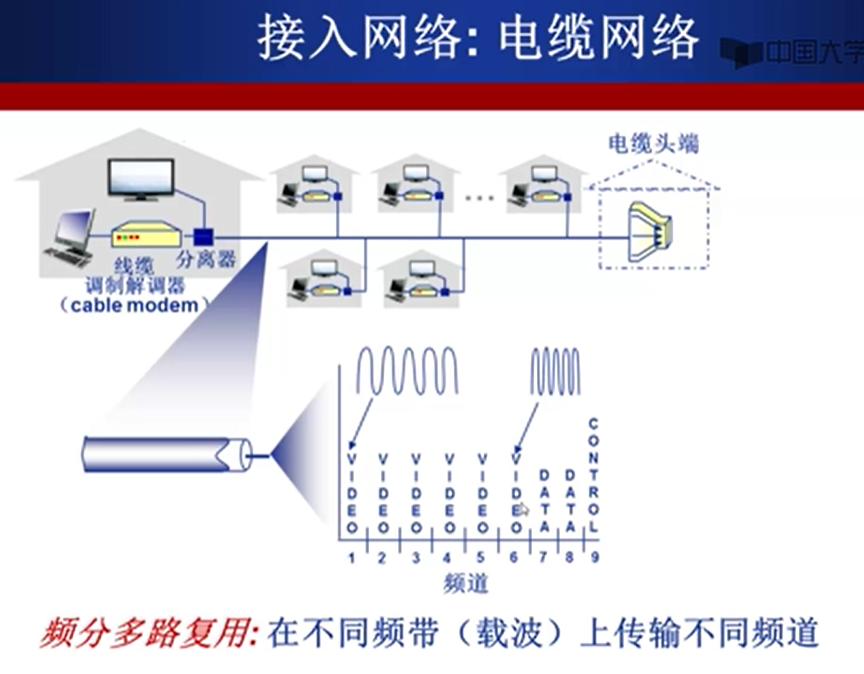 接入网络: 电缆网络
中国大学
电缆头端
...
线缆
调制解调器
（cable modem）
分离器
VIDEO VIDEO VIDEO VIDEO VIDEO VIDEO DATA DATA CONTROL
1 2 3 4 5 6 7 8 9
频道
频分多路复用: 在不同频带（载波）上传输不同频道